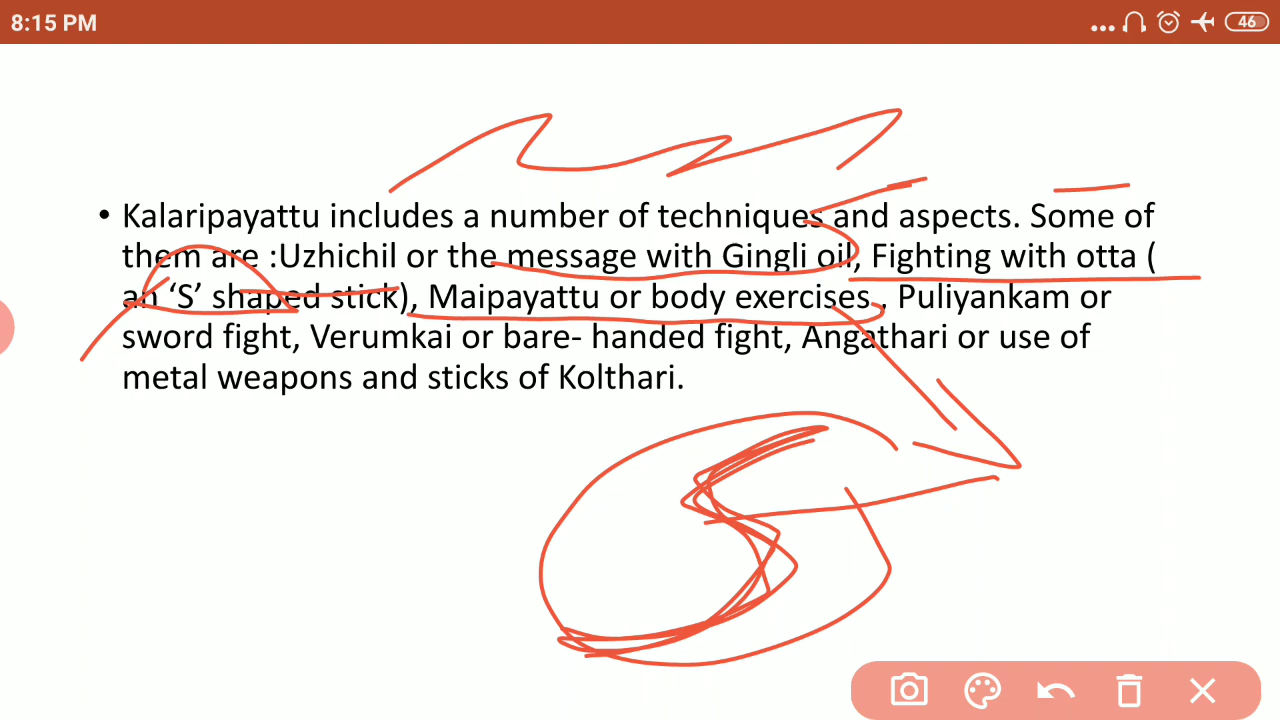 8:15 PM
46
• Kalaripayattu includes a number of techniques and aspects. Some of
them are :Uzhichil or the message with Gingli oil, Fighting with otta (
an ‘S’ shaped stick), Maipayattu or body exercises , Puliyankam or
sword fight, Verumkai or bare- handed fight, Angathari or use of
metal weapons and sticks of Kolthari.
S